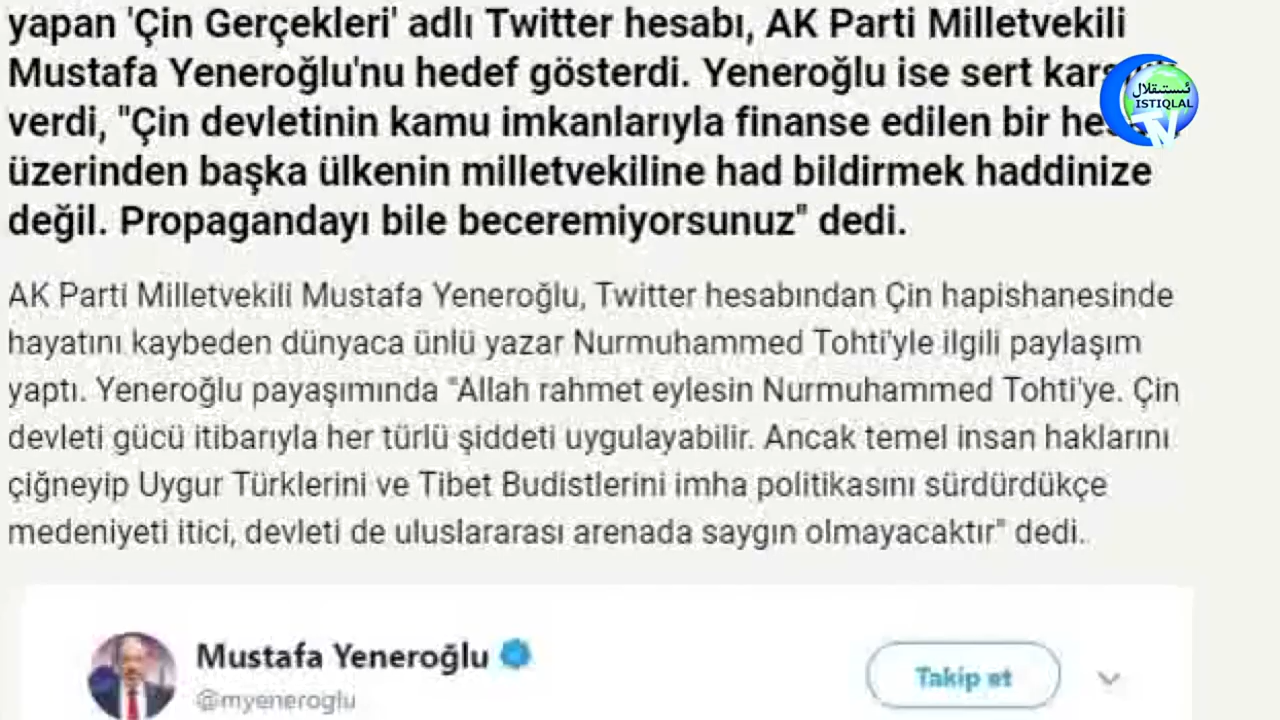 yapan 'Çin Gerçekleri' adlı Twitter hesabı, AK Parti Milletvekili
Mustafa Yeneroğlu'nu hedef gösterdi. Yeneroğlu ise sert
verdi, "Çin devletinin kamu imkanlarıyla finanse edilen bir
üzerinden başka ülkenin milletvekiline had bildirmek haddinize
değil. Propagandayı bile beceremiyorsunuz" dedi.
ئىستىقلال
ISTIQLAL
TV
AK Parti Milletvekili Mustafa Yeneroğlu, Twitter hesabından Çin hapishanesinde
hayatını kaybeden dünyaca ünlü yazar Nurmuhammed Tohti'yle ilgili paylaşım
yaptı. Yeneroğlu payaşımında "Allah rahmet eylesin Nurmuhammed Tohti'ye. Çin
devleti gücü itibarıyla her türlü şiddeti uygulayabilir. Ancak temel insan haklarını
çiğneyip Uygur Türklerini ve Tibet Budistlerini imha politikasını sürdürdükçe
medeniyeti itici, devleti de uluslararası arenada saygın olmayacaktır" dedi.
Mustafa Yeneroğlu
@myeneroglu
Takip et